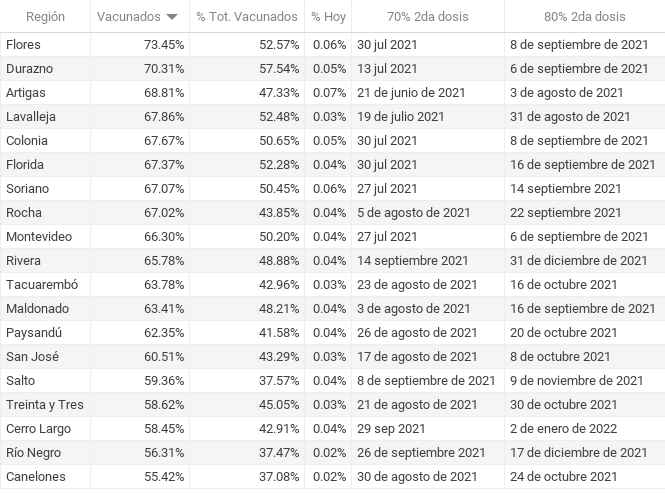 Región Vacunados % Tot. Vacunados % Hoy 70% 2da dosis 80% 2da dosis
Flores 73.45% 52.57% 0.06% 30 jul 2021 8 de septiembre de 2021
Durazno 70.31% 57.54% 0.05% 13 jul 2021 6 de septiembre de 2021
Artigas 68.81% 47.33% 0.07% 21 de junio de 2021 3 de agosto de 2021
Lavalleja 67.86% 52.48% 0.03% 19 de julio 2021 31 de agosto de 2021
Colonia 67.67% 50.65% 0.05% 30 jul 2021 8 de septiembre de 2021
Florida 67.37% 52.28% 0.04% 30 jul 2021 16 de septiembre de 2021
Soriano 67.07% 50.45% 0.06% 27 jul 2021 14 septiembre 2021
Rocha 67.02% 43.85% 0.04% 5 de agosto de 2021 22 septiembre 2021
Montevideo 66.30% 50.20% 0.04% 27 jul 2021 6 de septiembre de 2021
Rivera 65.78% 48.88% 0.04% 14 septiembre 2021 31 de diciembre de 2021
Tacuarembó 63.78% 42.96% 0.03% 23 de agosto de 2021 16 de octubre 2021
Maldonado 63.41% 48.21% 0.04% 3 de agosto de 2021 16 de septiembre de 2021
Paysandú 62.35% 41.58% 0.04% 26 de agosto de 2021 20 de octubre 2021
San José 60.51% 43.29% 0.03% 17 de agosto de 2021 8 de octubre 2021
Salto 59.36% 37.57% 0.04% 8 de septiembre de 2021 9 de noviembre de 2021
Treinta y Tres 58.62% 45.05% 0.03% 21 de agosto de 2021 30 de octubre 2021
Cerro Largo 58.45% 42.91% 0.04% 29 sep 2021 2 de enero de 2022
Río Negro 56.31% 37.47% 0.02% 26 de septiembre de 2021 17 de diciembre de 2021
Canelones 55.42% 37.08% 0.02% 30 de agosto de 2021 24 de octubre 2021